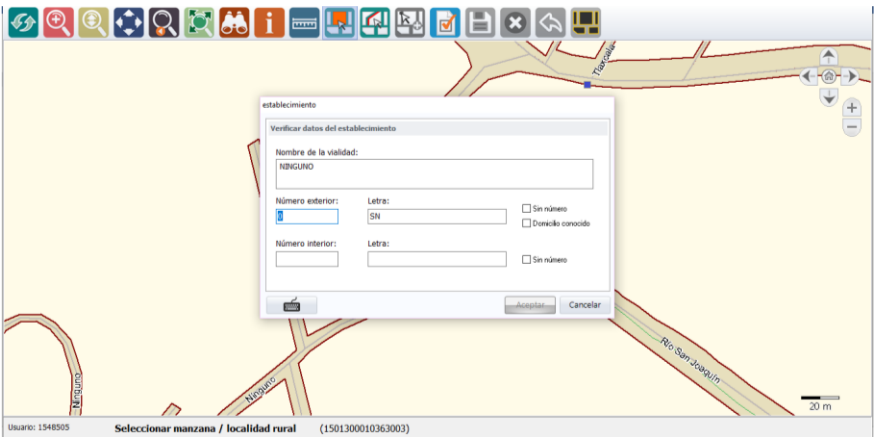 Tlaxcala
establecimiento
Verificar datos del establecimiento
Nombre de la vialidad:
NINGUNO
Número exterior: Letra:
0 SN
Sin número
Domicilio conocido
Número interior: Letra:
Sin número
Aceptar Cancelar
Río San Joaquín
Ninguno
Ninguno
20 m
Usuario: 1548505 Seleccionar manzana / localidad rural (1501300010363003)